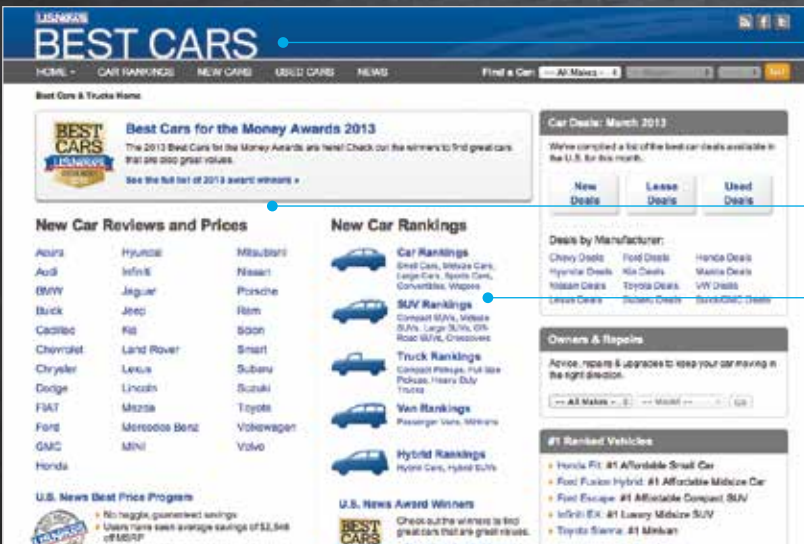 U.S.NEWS
BEST CARS
HOME CAR RANKINGS NEW CARS USED CARS NEWS Find a Car: -- All Makes --
Best Cars & Trucks Home
BEST
CARS
U.S.NEWS
Best Cars for the Money Awards 2013
The 2013 Best Cars for the Money Awards are here! Check out the winners to find great cars
that are also great values.
See the full list of 2013 award winners »
New Car Reviews and Prices
Acura Hyundai Mitsubishi
Audi Infiniti Nissan
BMW Jaguar Porsche
Buick Jeep Ram
Cadillac Kia Scion
Chevrolet Land Rover Smart
Chrysler Lexus Subaru
Dodge Lincoln Suzuki
FIAT Mazda Toyota
Ford Mercedes-Benz Volkswagen
GMC MINI Volvo
Honda
U.S. News Best Price Program
No haggle, guaranteed savings
Users have seen average savings of
off MSRP
New Car Rankings
Car Rankings
Small Cars, Midsize Cars,
Large Cars, Sports Cars,
Convertibles, Wagons
SUV Rankings
Compact SUVs, Midsize
SUVs, Large SUVs, Off-
Road SUVs, Crossovers
Truck Rankings
Compact Pickups, Full Size
Pickups, Heavy Duty
Trucks
Van Rankings
Passenger Vans, Minivans
Hybrid Rankings
Hybrid Cars, Hybrid SUVs
U.S. News Award Winners
BEST
CARS
Check out the winners to find
great cars that are great values.
Car Deals: March 2013
We've compiled a list of the best car deals available in
the U.S. for this month.
New
Deals
Lease
Deals
Used
Deals
Deals by Manufacturer:
Chevy Deals Ford Deals Honda Deals
Hyundai Deals Kia Deals Mazda Deals
Nissan Deals Toyota Deals VW Deals
Lexus Deals Subaru Deals Buick/GMC Deals
Owners & Repairs
Advice, repairs & upgrades to keep your car moving in
the right direction.
-- All Makes -- -- Model -- Go
#1 Ranked Vehicles
Honda Fit: #1 Affordable Small Car
Ford Fusion Hybrid: #1 Affordable Midsize Car
Ford Escape: #1 Affordable Compact SUV
Infiniti EX: #1 Luxury Midsize SUV
Toyota Sienna: #1 Minivan